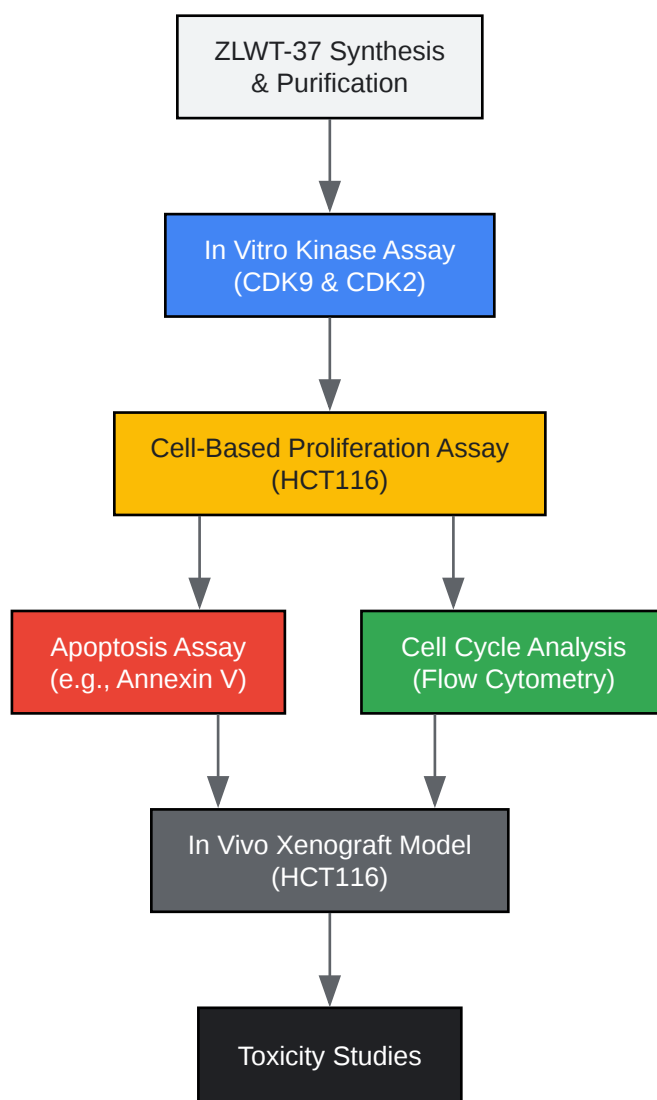 ZLWT-37 Synthesis
& Purification
In Vitro Kinase Assay
(CDK9 & CDK2)
Cell-Based Proliferation Assay
(HCT116)
Apoptosis Assay
(e.g., Annexin V)
Cell Cycle Analysis
(Flow Cytometry)
In Vivo Xenograft Model
(HCT116)
Toxicity Studies